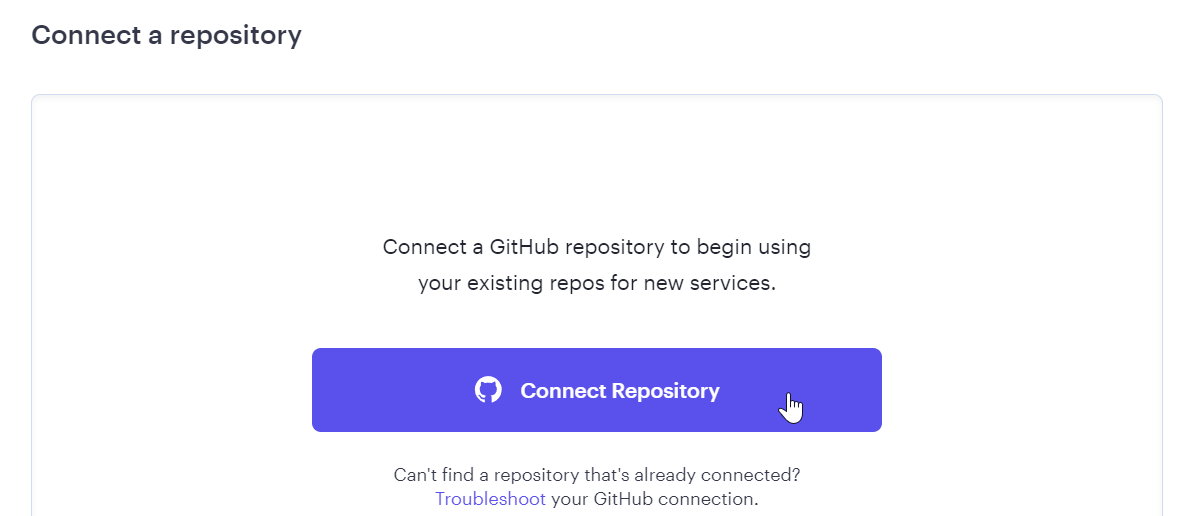 Connect a repository
Connect a GitHub repository to begin using
your existing repos for new services.
Connect Repository
Can't find a repository that's already connected?
Troubleshoot your GitHub connection.